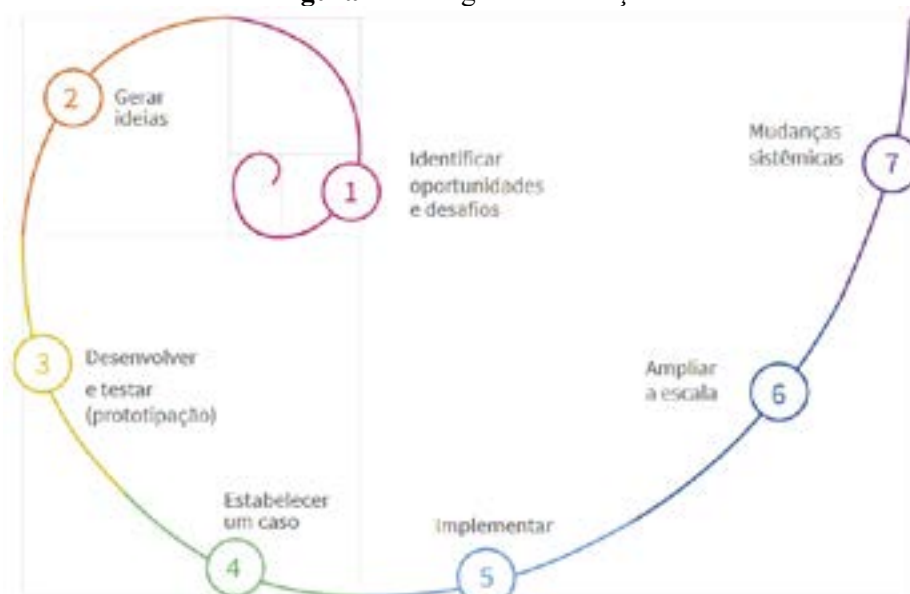 1
Identificar
oportunidades
e desafios
2
Gerar
ideias
3
Desenvolver
e testar
(prototipação)
4
Estabelecer
um caso
5
Implementar
6
Ampliar
a escala
7
Mudanças
sistêmicas